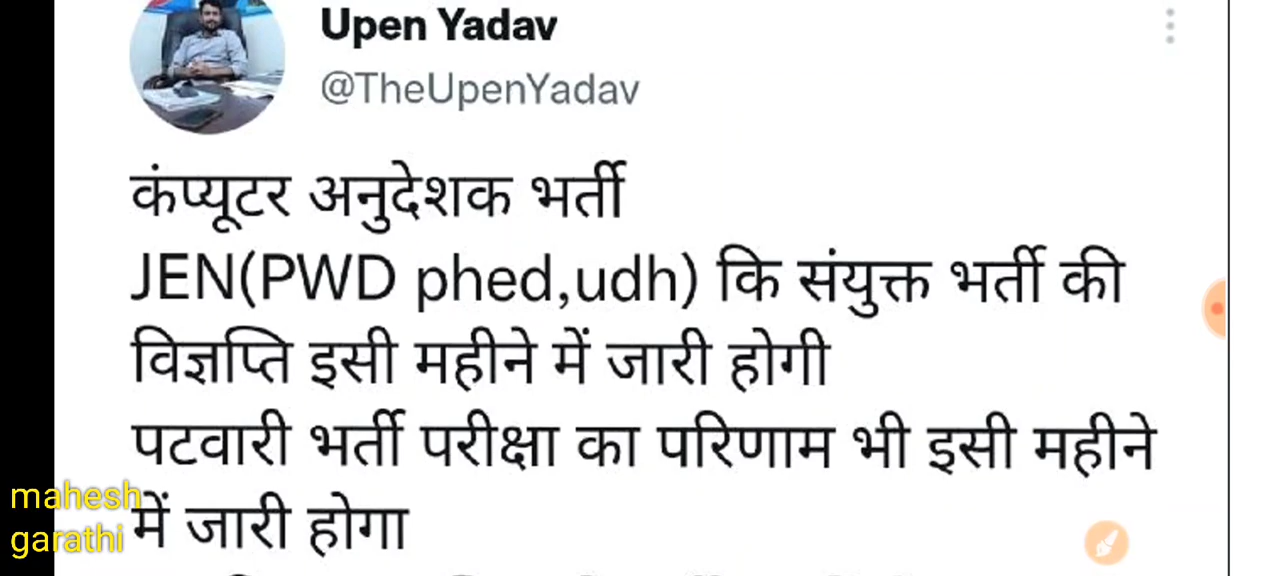 Upen Yadav
@TheUpenYadav
कंप्यूटर अनुदेशक भर्ती
JEN(PWD phed,udh) कि संयुक्त भर्ती की
विज्ञप्ति इसी महीने में जारी होगी
पटवारी भर्ती परीक्षा का परिणाम भी इसी महीने
में जारी होगा
mahesh
garathi